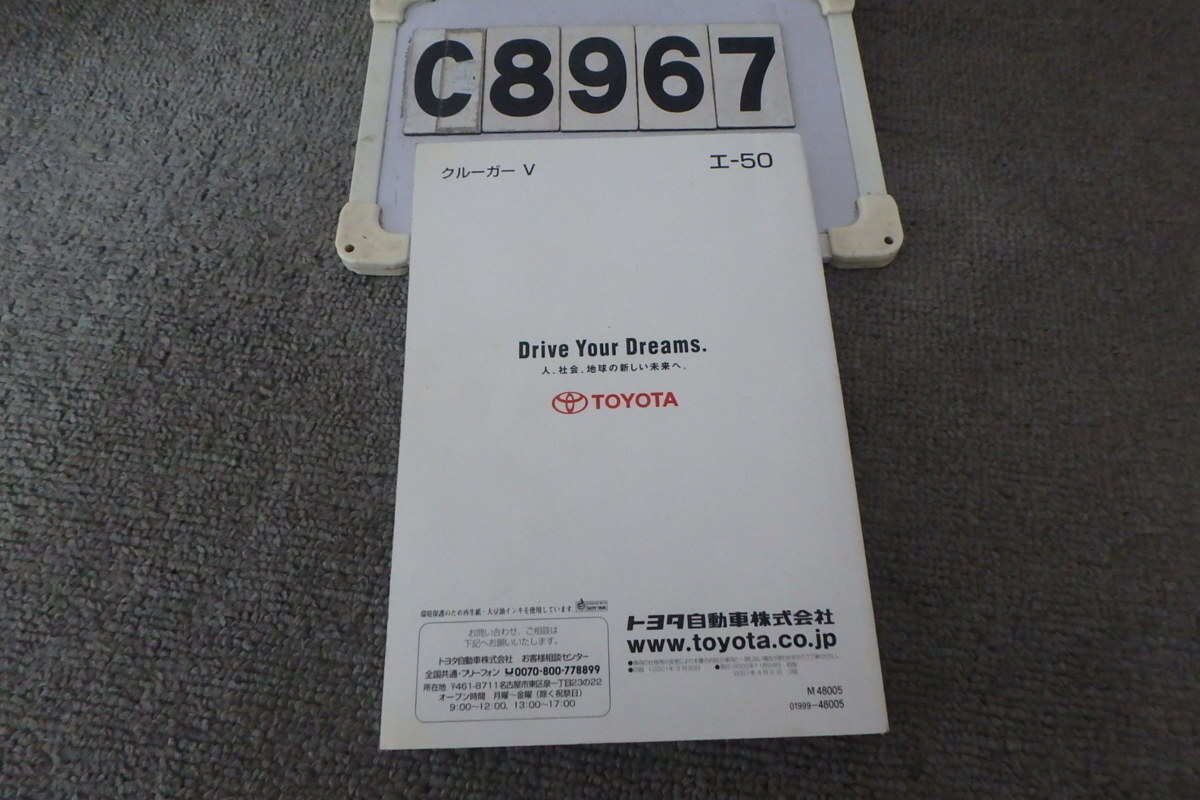 C8967
クルーガー V
エ-50
Drive Your Dreams.
人、社会、地球の新しい未来へ。
TOYOTA
環境保護のため再生紙・大豆油インキを使用しています。
お問い合わせ、ご相談は
下記へお願いいたします。
トヨタ自動車株式会社 お客様相談センター
全国共通・フリーフォン 0070-800-778899
所在地 〒461-8711名古屋市東区泉一丁目23の22
オープン時間 月曜〜金曜(除く祝祭日)
9:00〜12:00, 13:00〜17:00
トヨタ自動車株式会社
www.toyota.co.jp
M 48005
01999-48005